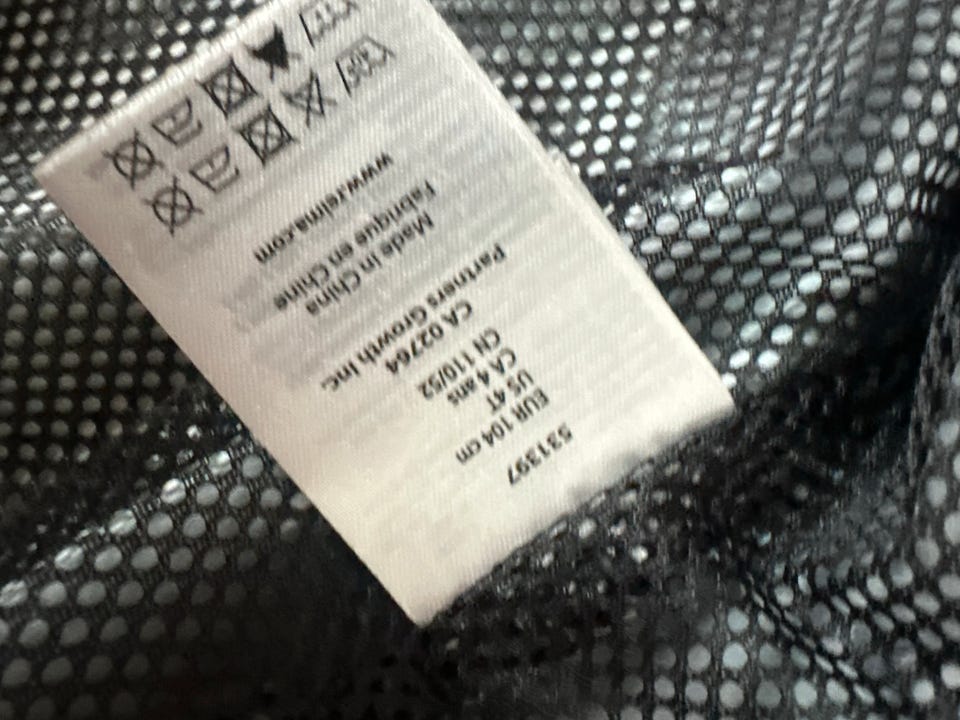 531397
EUR 104 cm
US 4T
CA 4 ans
CN 110/52
CA 02764
Partners Growth Inc.
Made in China
Fabriqué en Chine
www.reima.com